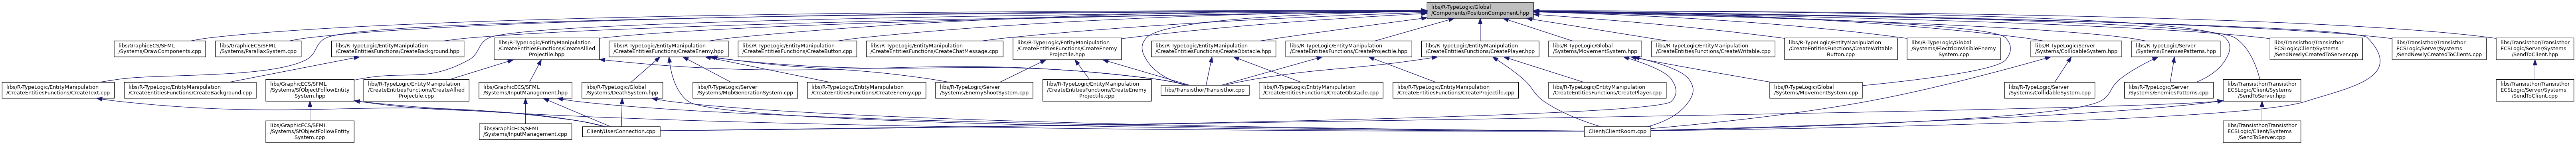 libs/R-TypeLogic/Global
/Components/PositionComponent.hpp
libs/GraphicECS/SFML
/Systems/DrawComponents.cpp
libs/GraphicECS/SFML
/Systems/ParallaxSystem.cpp
libs/R-TypeLogic/EntityManipulation
/CreateEntitiesFunctions/CreateBackground.hpp
libs/R-TypeLogic/EntityManipulation
/CreateEntitiesFunctions/CreateAllied
Projectile.hpp
libs/R-TypeLogic/EntityManipulation
/CreateEntitiesFunctions/CreateEnemy.hpp
libs/R-TypeLogic/EntityManipulation
/CreateEntitiesFunctions/CreateButton.cpp
libs/R-TypeLogic/EntityManipulation
/CreateEntitiesFunctions/CreateChatMessage.cpp
libs/R-TypeLogic/EntityManipulation
/CreateEntitiesFunctions/CreateEnemy
Projectile.hpp
libs/R-TypeLogic/EntityManipulation
/CreateEntitiesFunctions/CreateObstacle.hpp
libs/R-TypeLogic/EntityManipulation
/CreateEntitiesFunctions/CreateProjectile.hpp
libs/R-TypeLogic/EntityManipulation
/CreateEntitiesFunctions/CreatePlayer.hpp
libs/R-TypeLogic/Global
/Systems/MovementSystem.hpp
libs/R-TypeLogic/EntityManipulation
/CreateEntitiesFunctions/CreateWritable.cpp
libs/R-TypeLogic/EntityManipulation
/CreateEntitiesFunctions/CreateWritable
Button.cpp
libs/R-TypeLogic/Global
/Systems/ElectricInvisibleEnemy
System.cpp
libs/R-TypeLogic/Server
/Systems/CollidableSystem.hpp
libs/R-TypeLogic/Server
/Systems/EnemiesPatterns.hpp
libs/Transisthor/Transisthor
ECSLogic/Client/Systems
/SendNewlyCreatedToServer.cpp
libs/Transisthor/Transisthor
ECSLogic/Server/Systems
/SendNewlyCreatedToClients.cpp
libs/Transisthor/Transisthor
ECSLogic/Server/Systems
/SendToClient.hpp
libs/R-TypeLogic/EntityManipulation
/CreateEntitiesFunctions/CreateText.cpp
libs/R-TypeLogic/EntityManipulation
/CreateEntitiesFunctions/CreateBackground.cpp
libs/GraphicECS/SFML
/Systems/SfObjectFollowEntity
System.hpp
libs/R-TypeLogic/EntityManipulation
/CreateEntitiesFunctions/CreateAllied
Projectile.cpp
libs/GraphicECS/SFML
/Systems/InputManagement.hpp
libs/R-TypeLogic/Global
/Systems/DeathSystem.hpp
libs/R-TypeLogic/Server
/Systems/MobGenerationSystem.cpp
libs/R-TypeLogic/EntityManipulation
/CreateEntitiesFunctions/CreateEnemy.cpp
libs/R-TypeLogic/Server
/Systems/EnemyShootSystem.cpp
libs/R-TypeLogic/EntityManipulation
/CreateEntitiesFunctions/CreateEnemy
Projectile.cpp
libs/Transisthor/Transisthor.cpp
libs/R-TypeLogic/EntityManipulation
/CreateEntitiesFunctions/CreateObstacle.cpp
libs/R-TypeLogic/EntityManipulation
/CreateEntitiesFunctions/CreateProjectile.cpp
libs/R-TypeLogic/EntityManipulation
/CreateEntitiesFunctions/CreatePlayer.cpp
libs/R-TypeLogic/Global
/Systems/MovementSystem.cpp
libs/R-TypeLogic/Server
/Systems/CollidableSystem.cpp
libs/R-TypeLogic/Server
/Systems/EnemiesPatterns.cpp
libs/Transisthor/Transisthor
ECSLogic/Client/Systems
/SendToServer.hpp
libs/Transisthor/Transisthor
ECSLogic/Server/Systems
/SendToClient.cpp
libs/GraphicECS/SFML
/Systems/SfObjectFollowEntity
System.cpp
libs/GraphicECS/SFML
/Systems/InputManagement.cpp
Client/UserConnection.cpp
Client/ClientRoom.cpp
libs/Transisthor/Transisthor
ECSLogic/Client/Systems
/SendToServer.cpp